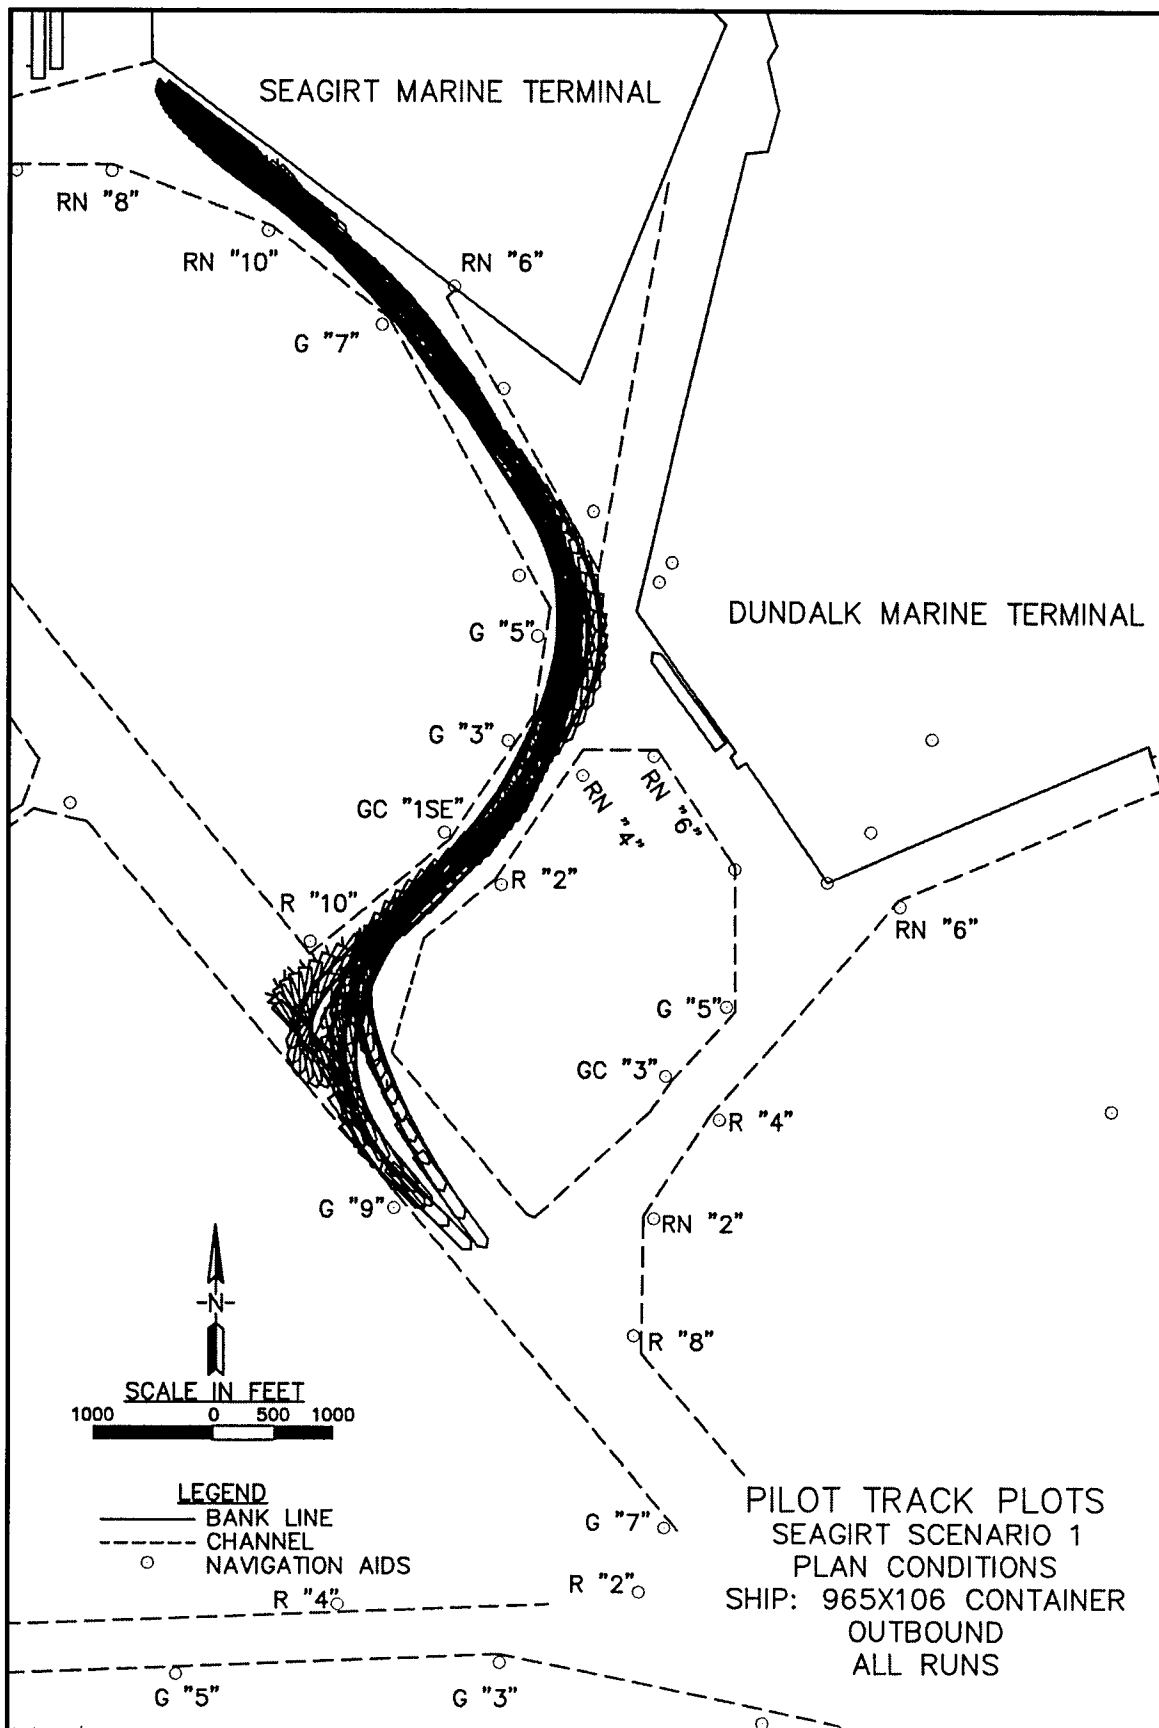 SEAGIRT MARINE TERMINAL
RN "8"
RN "10"
RN "6"
G "7"
DUNDALK MARINE TERMINAL
G "5"
G "3"
RN "4"
RN "6"
GC "1SE"
R "2"
R "10"
RN "6"
G "5"
GC "3"
R "4"
G "9"
RN "2"
-N-
R "8"
SCALE IN FEET
1000 0 500 1000
LEGEND
BANK LINE
CHANNEL
NAVIGATION AIDS
G "7"
R "2"
R "4"
G "5"
G "3"
PILOT TRACK PLOTS
SEAGIRT SCENARIO 1
PLAN CONDITIONS
SHIP: 965X106 CONTAINER
OUTBOUND
ALL RUNS